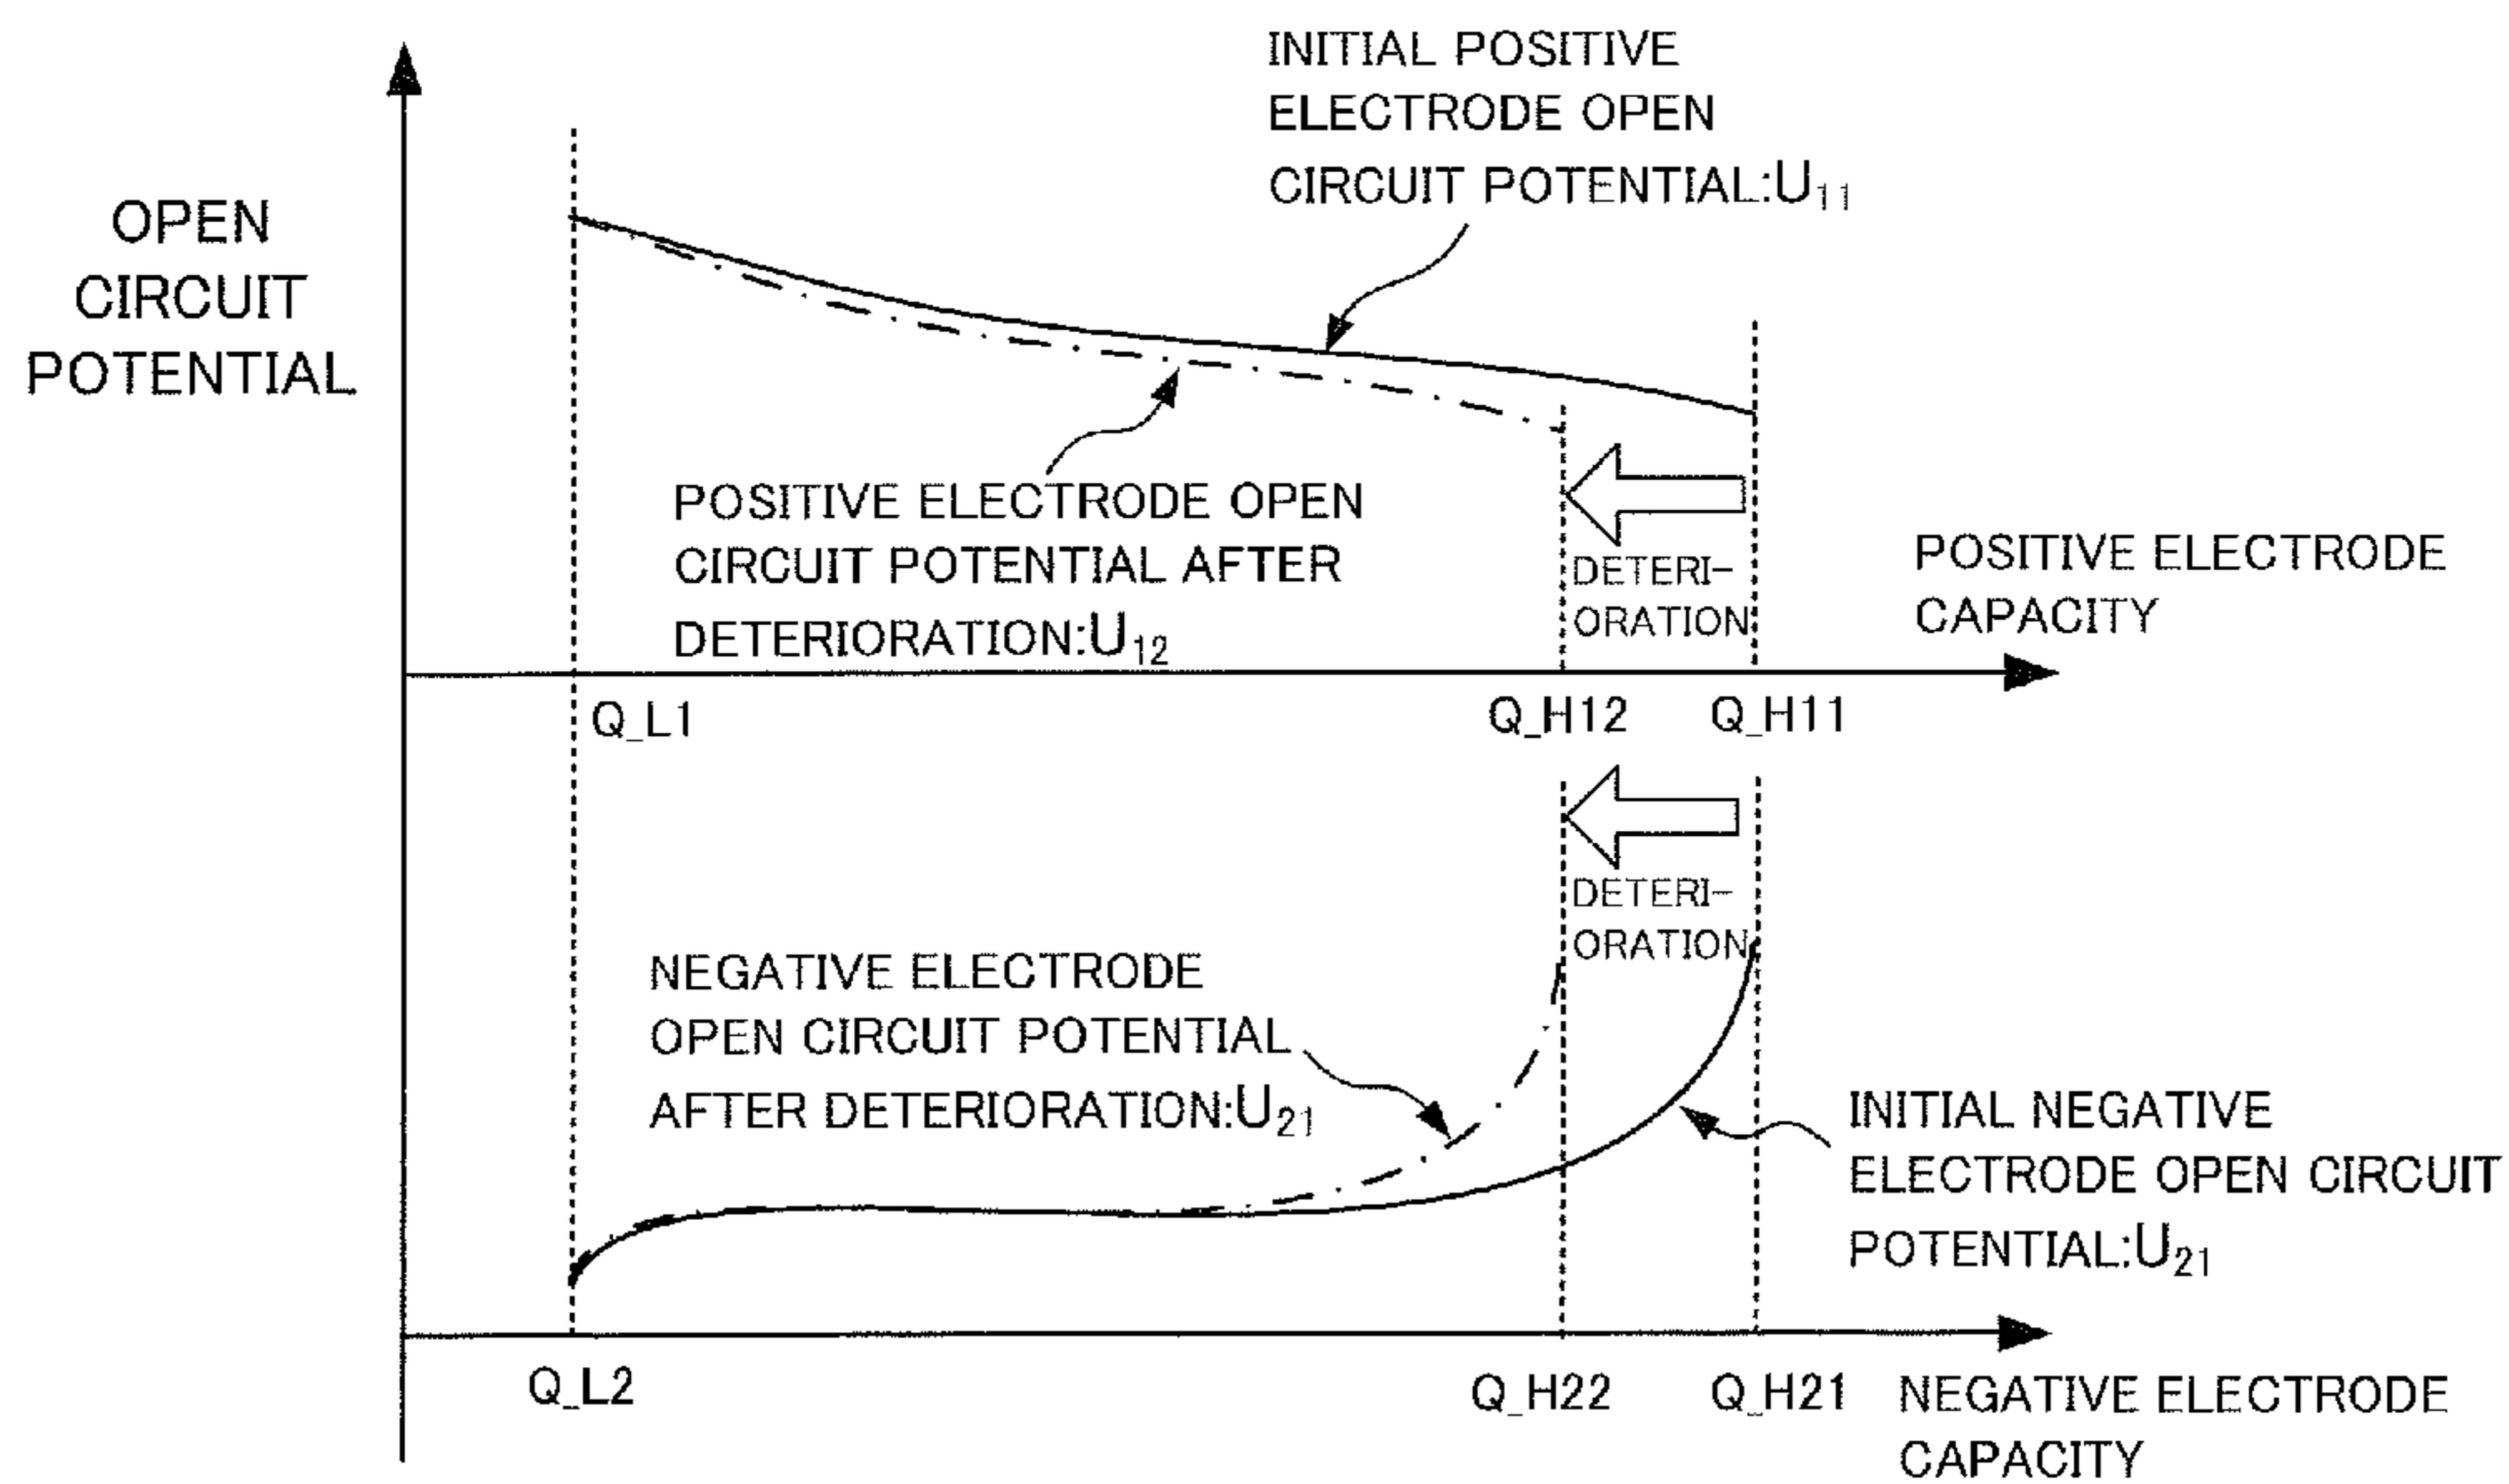 INITIAL POSITIVE
ELECTRODE OPEN
CIRCUIT POTENTIAL:U11
OPEN
CIRCUIT
POTENTIAL
POSITIVE ELECTRODE OPEN
CIRCUIT POTENTIAL AFTER
DETERIORATION:U12
DETERI-
ORATION
POSITIVE ELECTRODE
CAPACITY
Q_L1
Q_H12
Q_H11
DETERI-
ORATION
NEGATIVE ELECTRODE
OPEN CIRCUIT POTENTIAL
AFTER DETERIORATION:U21
INITIAL NEGATIVE
ELECTRODE OPEN CIRCUIT
POTENTIAL:U21
Q_L2
Q_H22
Q_H21
NEGATIVE ELECTRODE
CAPACITY